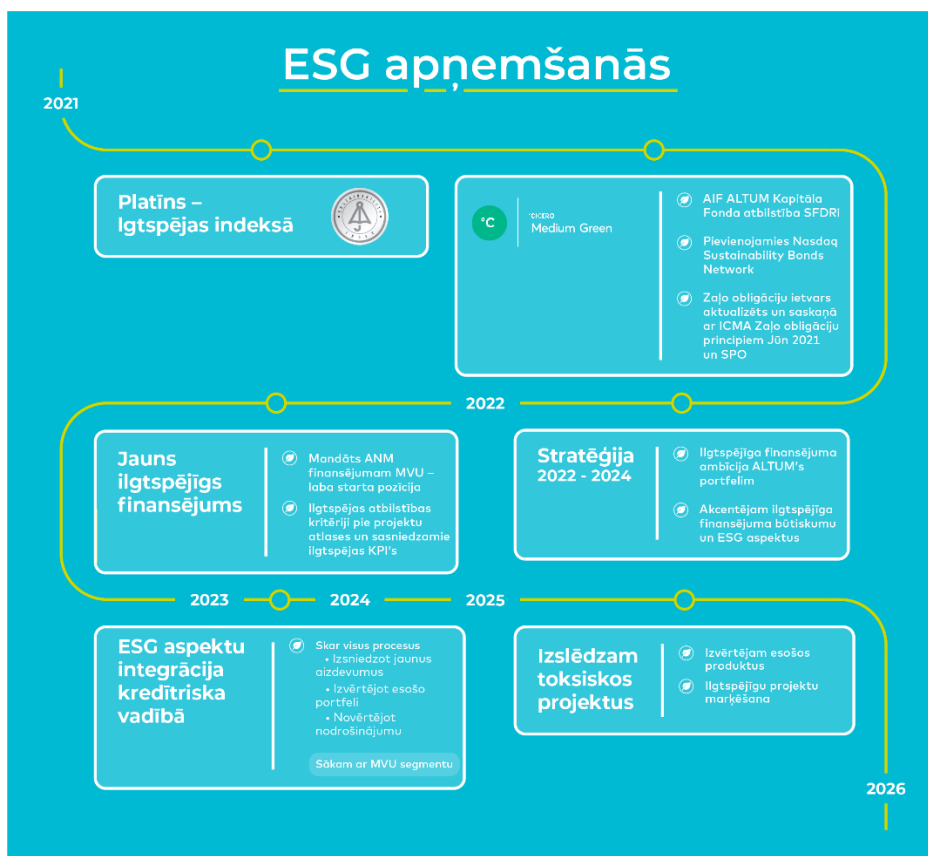 ESG apņemšanās
2021
Platīns –
Igtspējas indeksā
°C
°CICERO
Medium Green
AIF ALTUM Kapitāla
Fonda atbilstība SFDRI
Pievienojamies Nasdaq
Sustainability Bonds
Network
Zaļo obligāciju ietvars
aktualizēts un saskaņā
ar ICMA Zaļo obligāciju
principiem Jūn 2021
un SPO
2022
Jauns
ilgtspējīgs
finansējums
Mandāts ANM
finansējumam MVU –
laba starta pozīcija
Ilgtspējas atbilstības
kritēriji pie projektu
atlases un sasniedzamie
ilgtspējas KPI's
Stratēģija
2022 - 2024
Ilgtspējīga finansējuma
ambīcija ALTUM's
portfelim
Akcentējam ilgtspējīga
finansējuma būtiskumu
un ESG aspektus
2023
2024
2025
ESG aspektu
integrācija
kredītriska
vadībā
Skar visus procesus
• Izsniedzot jaunus
aizdevumus
• Izvērtējot esošo
portfeli
• Novērtējot
nodrošinājumu
Sākam ar MVU segmentu
Izslēdzam
toksiskos
projektus
Izvērtējam esošos
produktus
Ilgtspējīgu projektu
marķēšana
2026